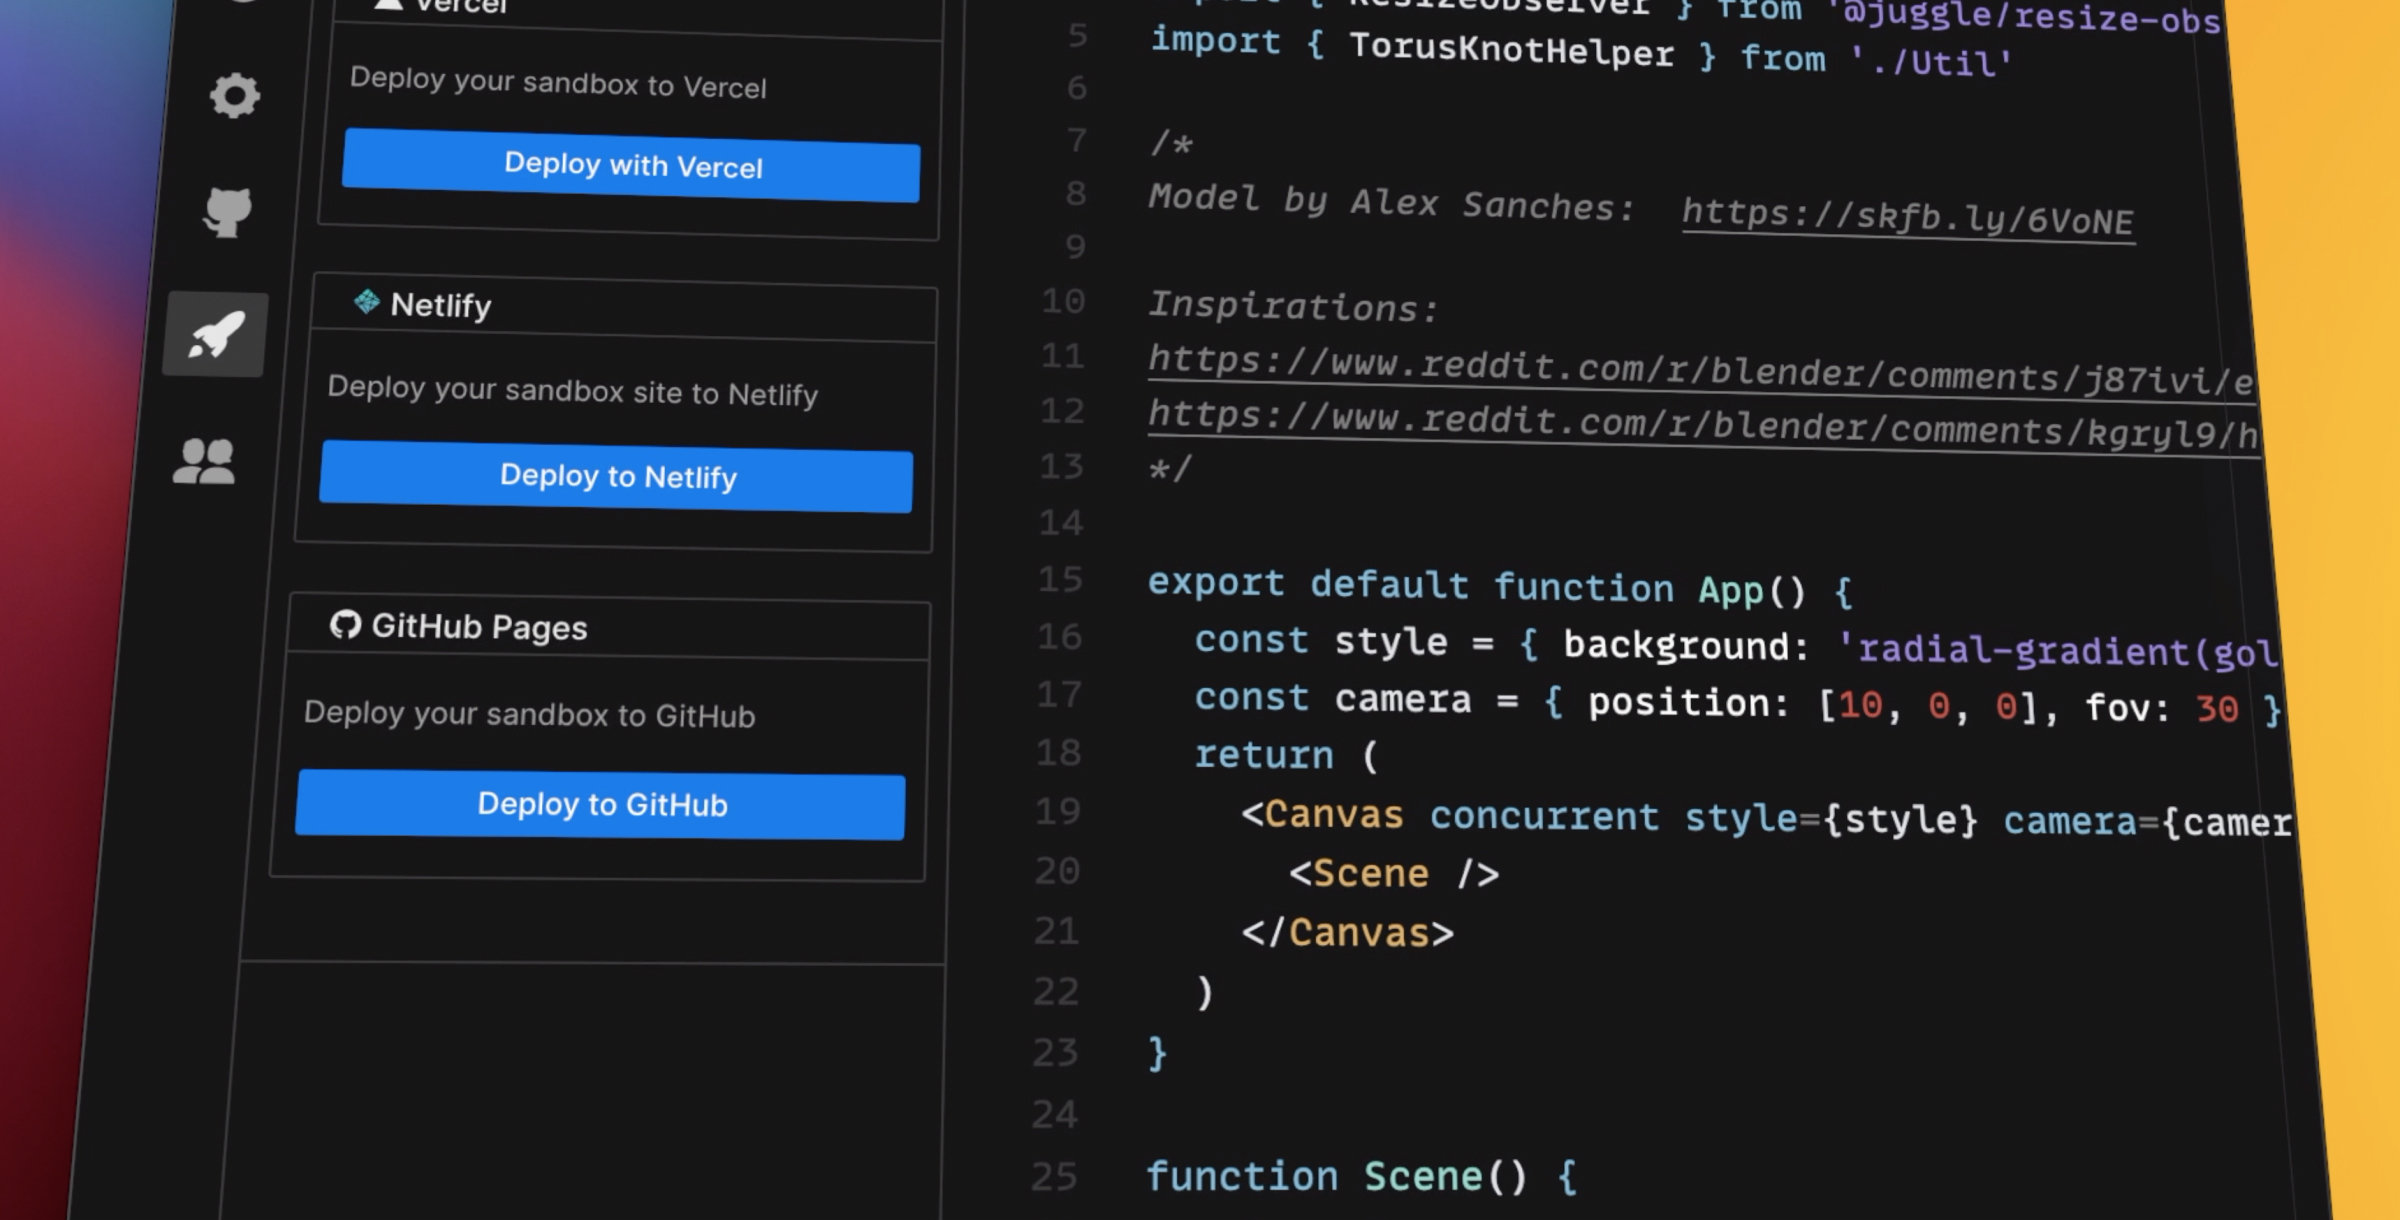 Vercel
Deploy your sandbox to Vercel
Deploy with Vercel
Netlify
Deploy your sandbox site to Netlify
Deploy to Netlify
GitHub Pages
Deploy your sandbox to GitHub
Deploy to GitHub
{ ResizeObserver } from '@juggle/resize-obs
5 import { TorusKnotHelper } from './Util'
6
7 /*
8 Model by Alex Sanches: https://skfb.ly/6VoNE
9
10 Inspirations:
11 https://www.reddit.com/r/blender/comments/j87ivi/e
12 https://www.reddit.com/r/blender/comments/kgryl9/h
13 */
14
15 export default function App() {
16 const style = { background: 'radial-gradient(gol
17 const camera = { position: [10, 0, 0], fov: 30 }
18 return (
19 <Canvas concurrent style={style} camera={camer
20 <Scene />
21 </Canvas>
22 )
23 }
24
25 function Scene() {